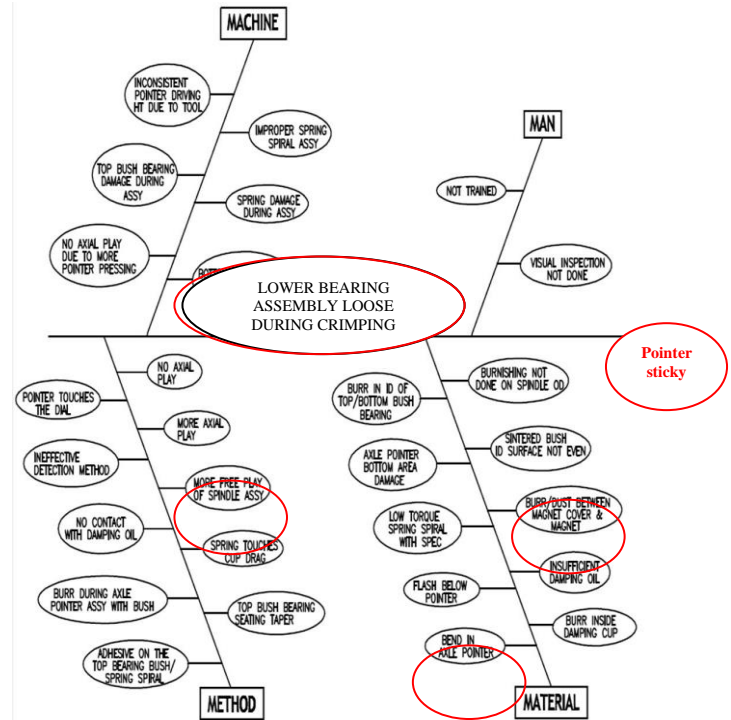 MACHINE
INCONSISTENT
POINTER DRIVING
HT DUE TO TOOL
IMPROPER SPRING
SPIRAL ASSY
TOP BUSH BEARING
DAMAGE DURING
ASSY
SPRING DAMAGE
DURING ASSY
NO AXIAL PLAY
DUE TO MORE
POINTER PRESSING
MAN
NOT TRAINED
VISUAL INSPECTION
NOT DONE
LOWER BEARING
ASSEMBLY LOOSE
DURING CRIMPING
Pointer
sticky
NO AXIAL
PLAY
POINTER TOUCHES
THE DIAL
MORE AXIAL
PLAY
INEFFECTIVE
DETECTION METHOD
MORE FREE PLAY
OF SPINDLE ASSY
NO CONTACT
WITH DAMPING OIL
SPRING TOUCHES
CUP DRAG
BURR DURING AXLE
POINTER ASSY WITH BUSH
TOP BUSH BEARING
SEATING TAPER
ADHESIVE ON THE
TOP BEARING BUSH/
SPRING SPIRAL
METHOD
BURNISHING NOT
DONE ON SPINDLE OD
BURR IN ID OF
TOP/BOTTOM BUSH
BEARING
SINTERED BUSH
ID SURFACE NOT EVEN
AXLE POINTER
BOTTOM AREA
DAMAGE
BURR/DUST BETWEEN
MAGNET COVER &
MAGNET
LOW TORQUE
SPRING SPIRAL
WITH SPEC
INSUFFICIENT
DAMPING OIL
FLASH BELOW
POINTER
BURR INSIDE
DAMPING CUP
BEND IN
AXLE POINTER
MATERIAL